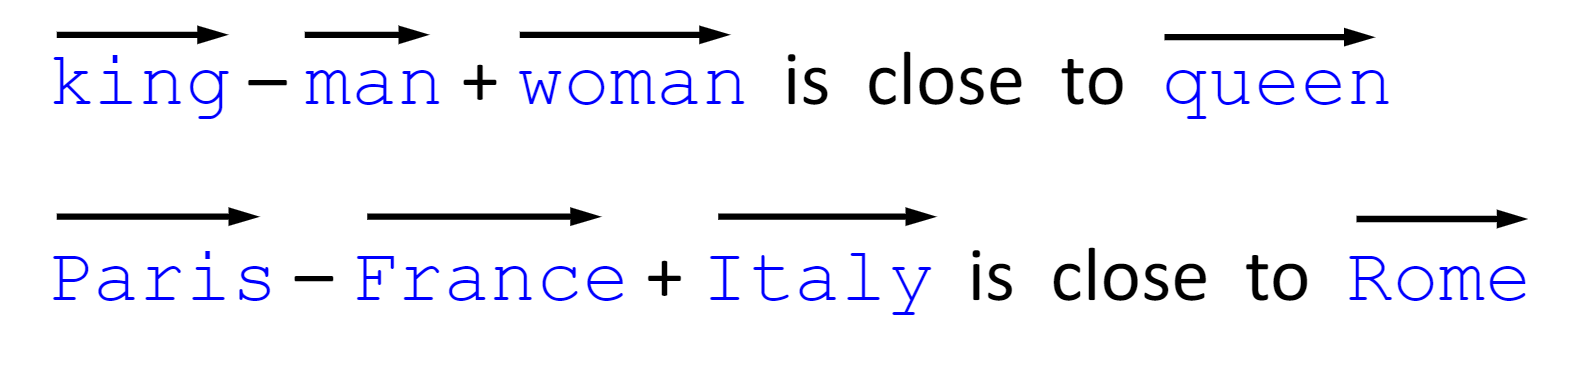 king – man + woman is close to queen
Paris – France + Italy is close to Rome